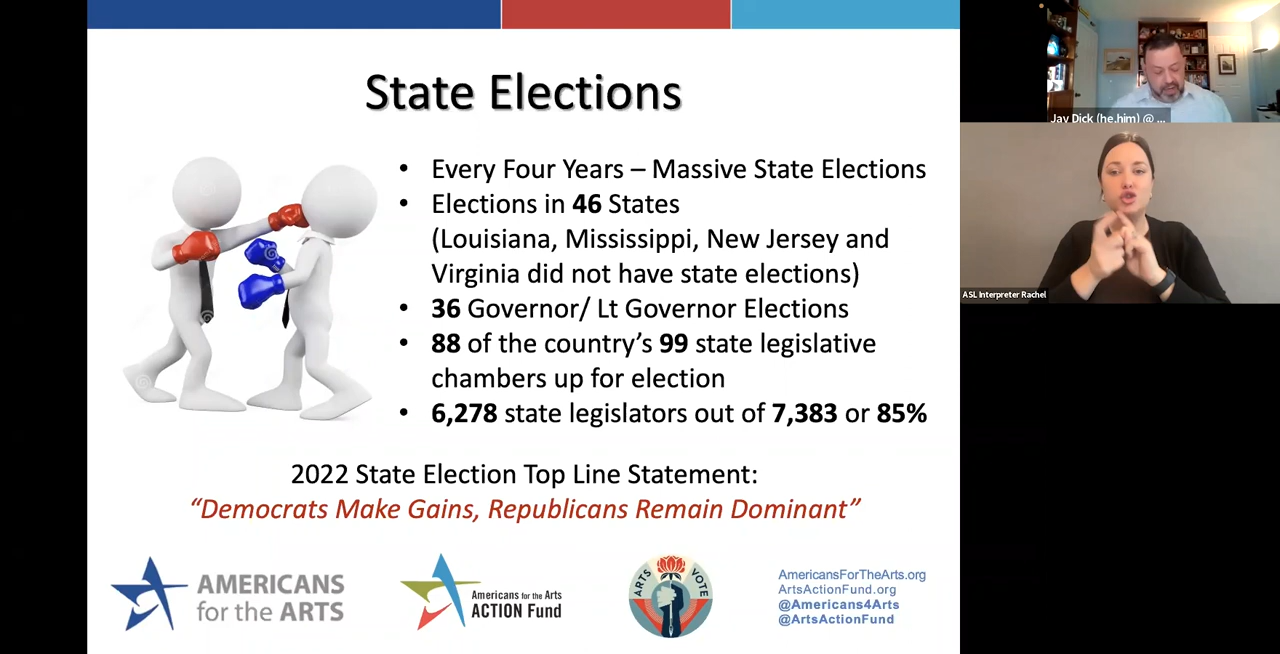 State Elections
• Every Four Years – Massive State Elections
• Elections in 46 States
(Louisiana, Mississippi, New Jersey and
Virginia did not have state elections)
• 36 Governor/ Lt Governor Elections
• 88 of the country’s 99 state legislative
chambers up for election
• 6,278 state legislators out of 7,383 or 85%
2022 State Election Top Line Statement:
“Democrats Make Gains, Republicans Remain Dominant”
AMERICANS
for the ARTS
Americans for the Arts
ACTION Fund
ARTS VOTE
AmericansForTheArts.org
ArtsActionFund.org
@Americans4Arts
@ArtsActionFund
Jay Dick (he,him) @ ...
ASL Interpreter Rachel